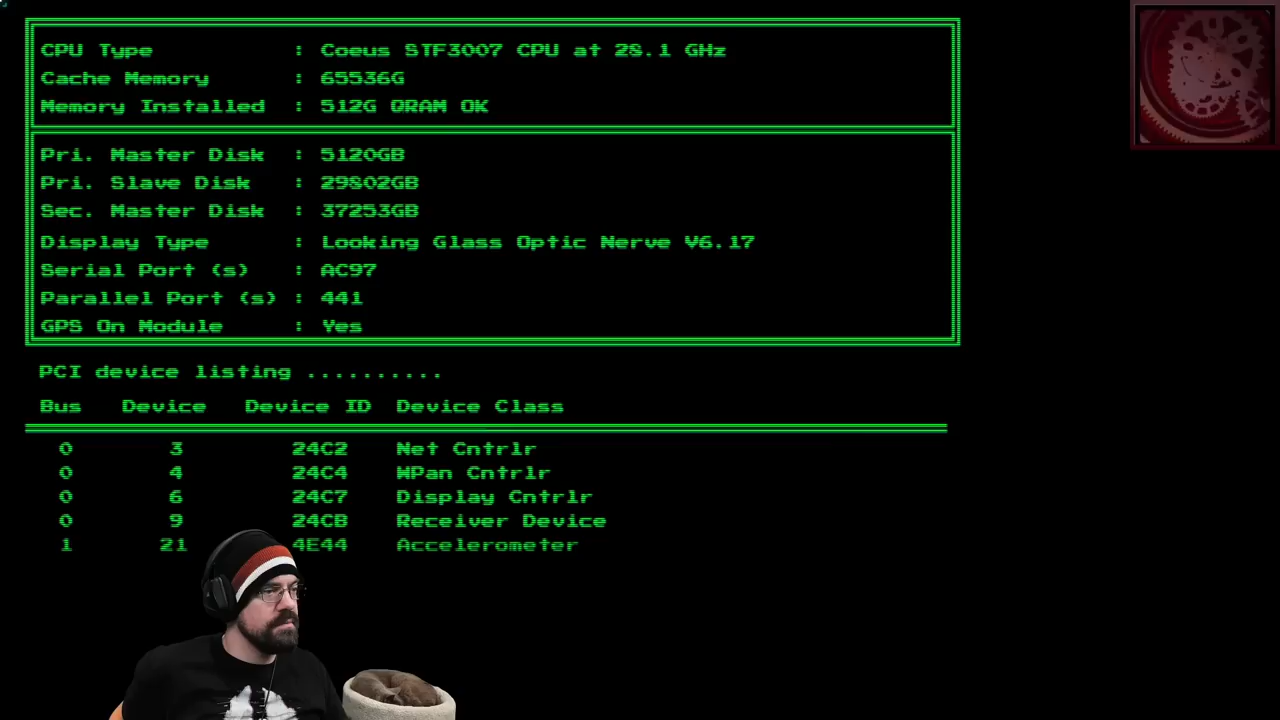 CPU Type : Coeus STF3007 CPU at 28.1 GHz
Cache Memory : 65536G
Memory Installed : 512G QRAM OK
Pri. Master Disk : 5120GB
Pri. Slave Disk : 29802GB
Sec. Master Disk : 37253GB
Display Type : Looking Glass Optic Nerve V6.17
Serial Port (s) : AC97
Parallel Port (s) : 441
GPS On Module : Yes
PCI device listing ..........
Bus Device Device ID Device Class
0 3 24C2 Net Cntrlr
0 4 24C4 WPan Cntrlr
0 6 24C7 Display Cntrlr
0 9 24CB Receiver Device
1 21 4E44 Accelerometer